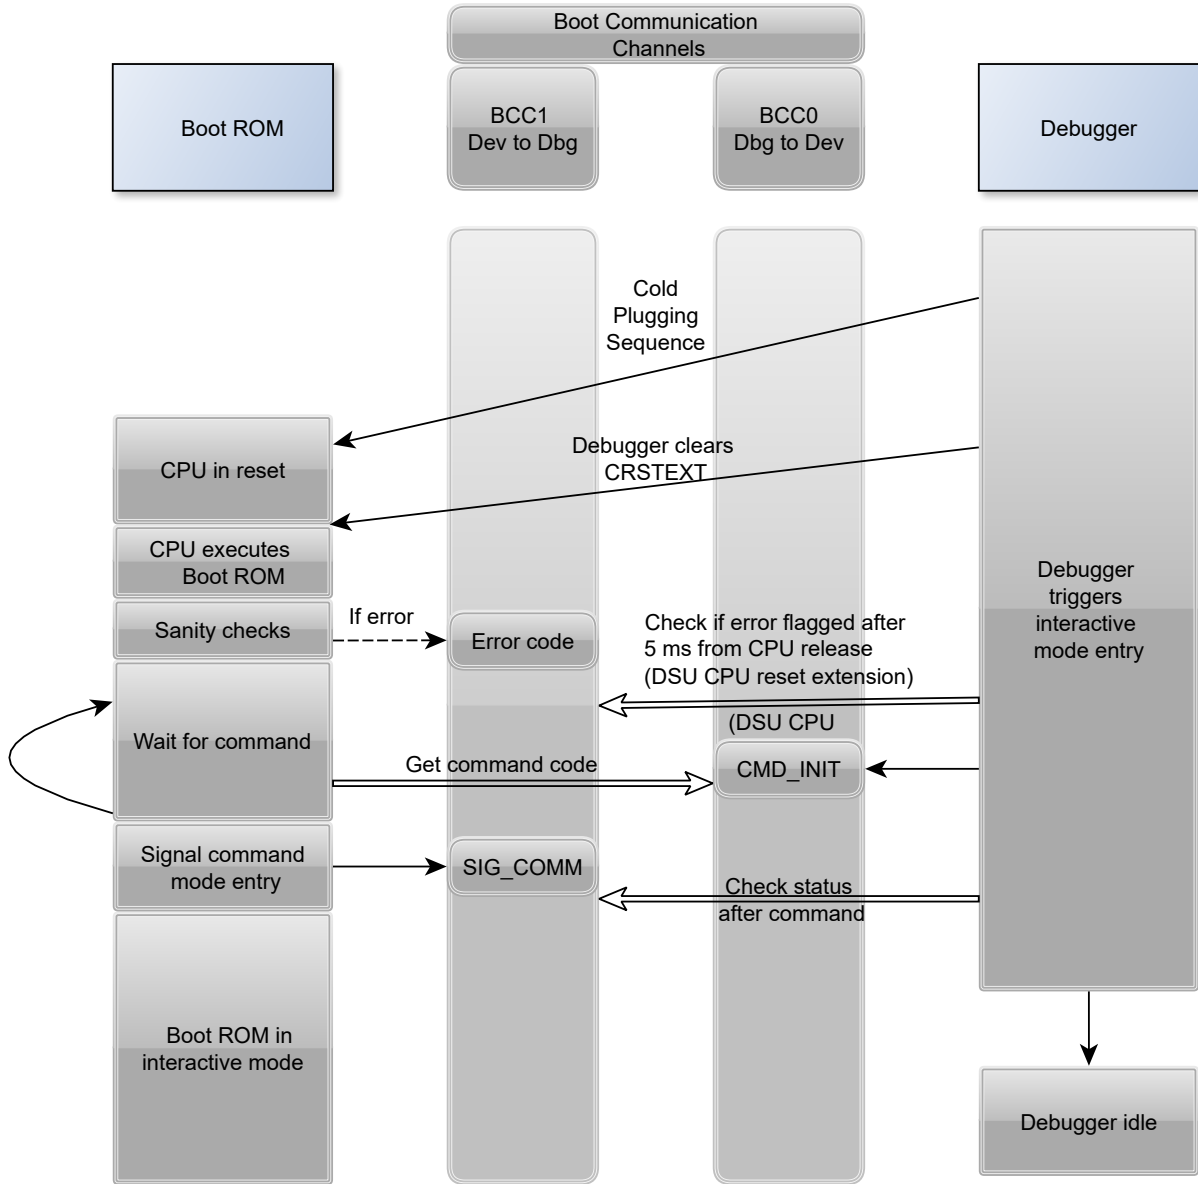 Boot Communication
Channels
Boot ROM
BCC1
Dev to Dbg
BCC0
Dbg to Dev
Debugger
Cold
Plugging
Sequence
Debugger clears
CRSTEXT
CPU in reset
CPU executes
Boot ROM
Sanity checks
If error
Error code
Check if error flagged after
5 ms from CPU release
(DSU CPU reset extension)
Debugger
triggers
interactive
mode entry
(DSU CPU
Wait for command
Get command code
CMD_INIT
Signal command
mode entry
SIG_COMM
Check status
after command
Boot ROM in
interactive mode
Debugger idle